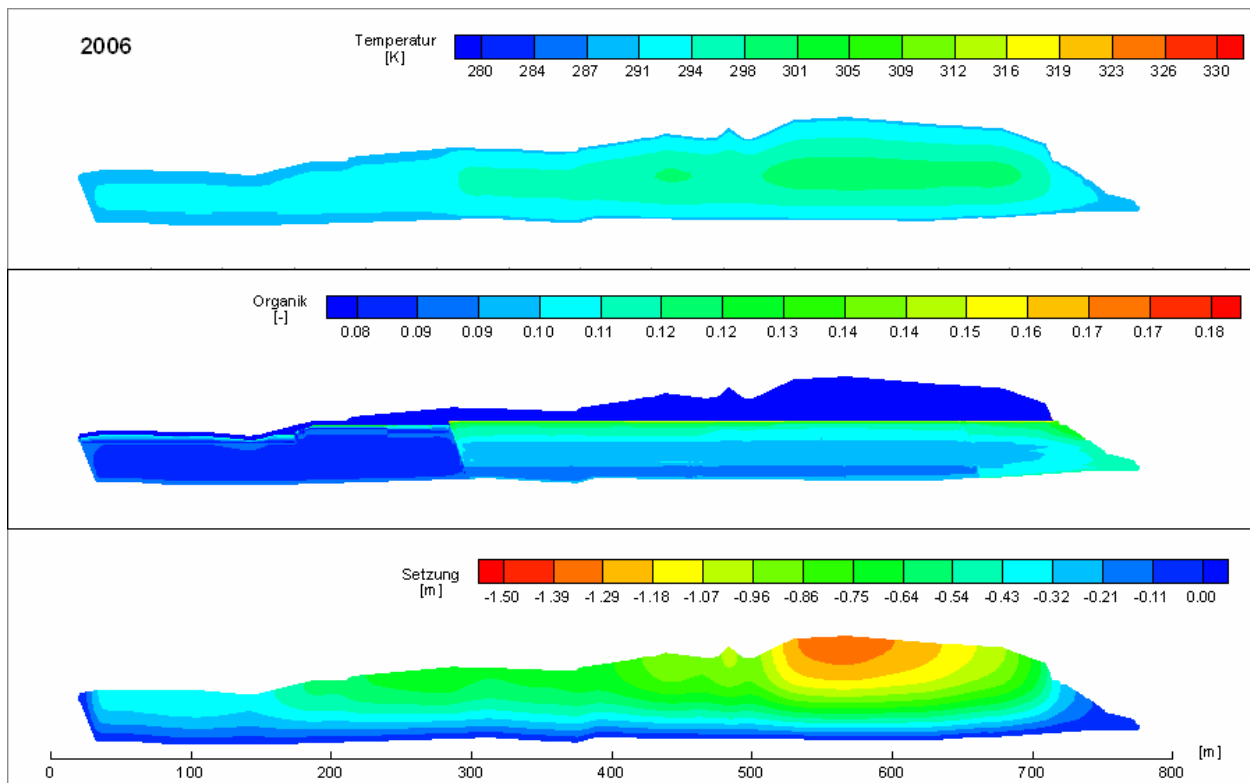 2006
Temperatur
[K]
280 284 287 291 294 298 301 305 309 312 316 319 323 326 330
Organik
[-]
0.08 0.09 0.09 0.10 0.11 0.12 0.12 0.13 0.14 0.14 0.15 0.16 0.17 0.17 0.18
Setzung
[m]
-1.50 -1.39 -1.29 -1.18 -1.07 -0.96 -0.86 -0.75 -0.64 -0.54 -0.43 -0.32 -0.21 -0.11 0.00
[m]
0 100 200 300 400 500 600 700 800